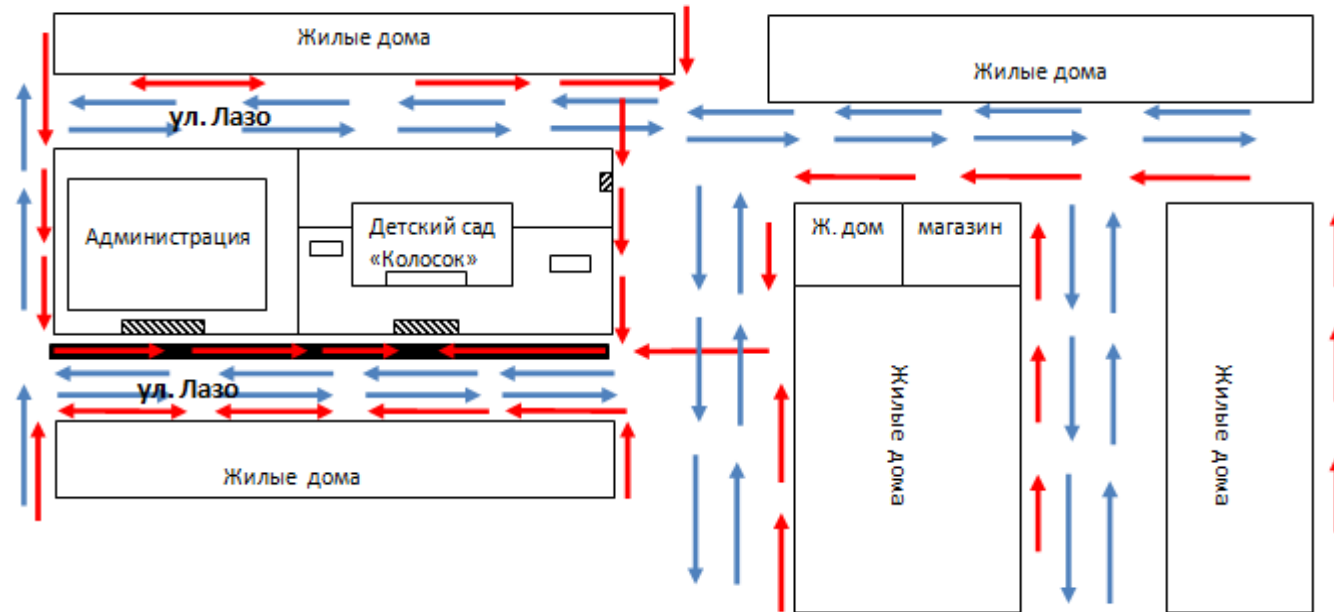 Жилые дома
Жилые дома
ул. Лазо
Администрация
Детский сад
«Колосок»
Ж. дом
магазин
ул. Лазо
Жилые дома
Жилые дома
Жилые дома